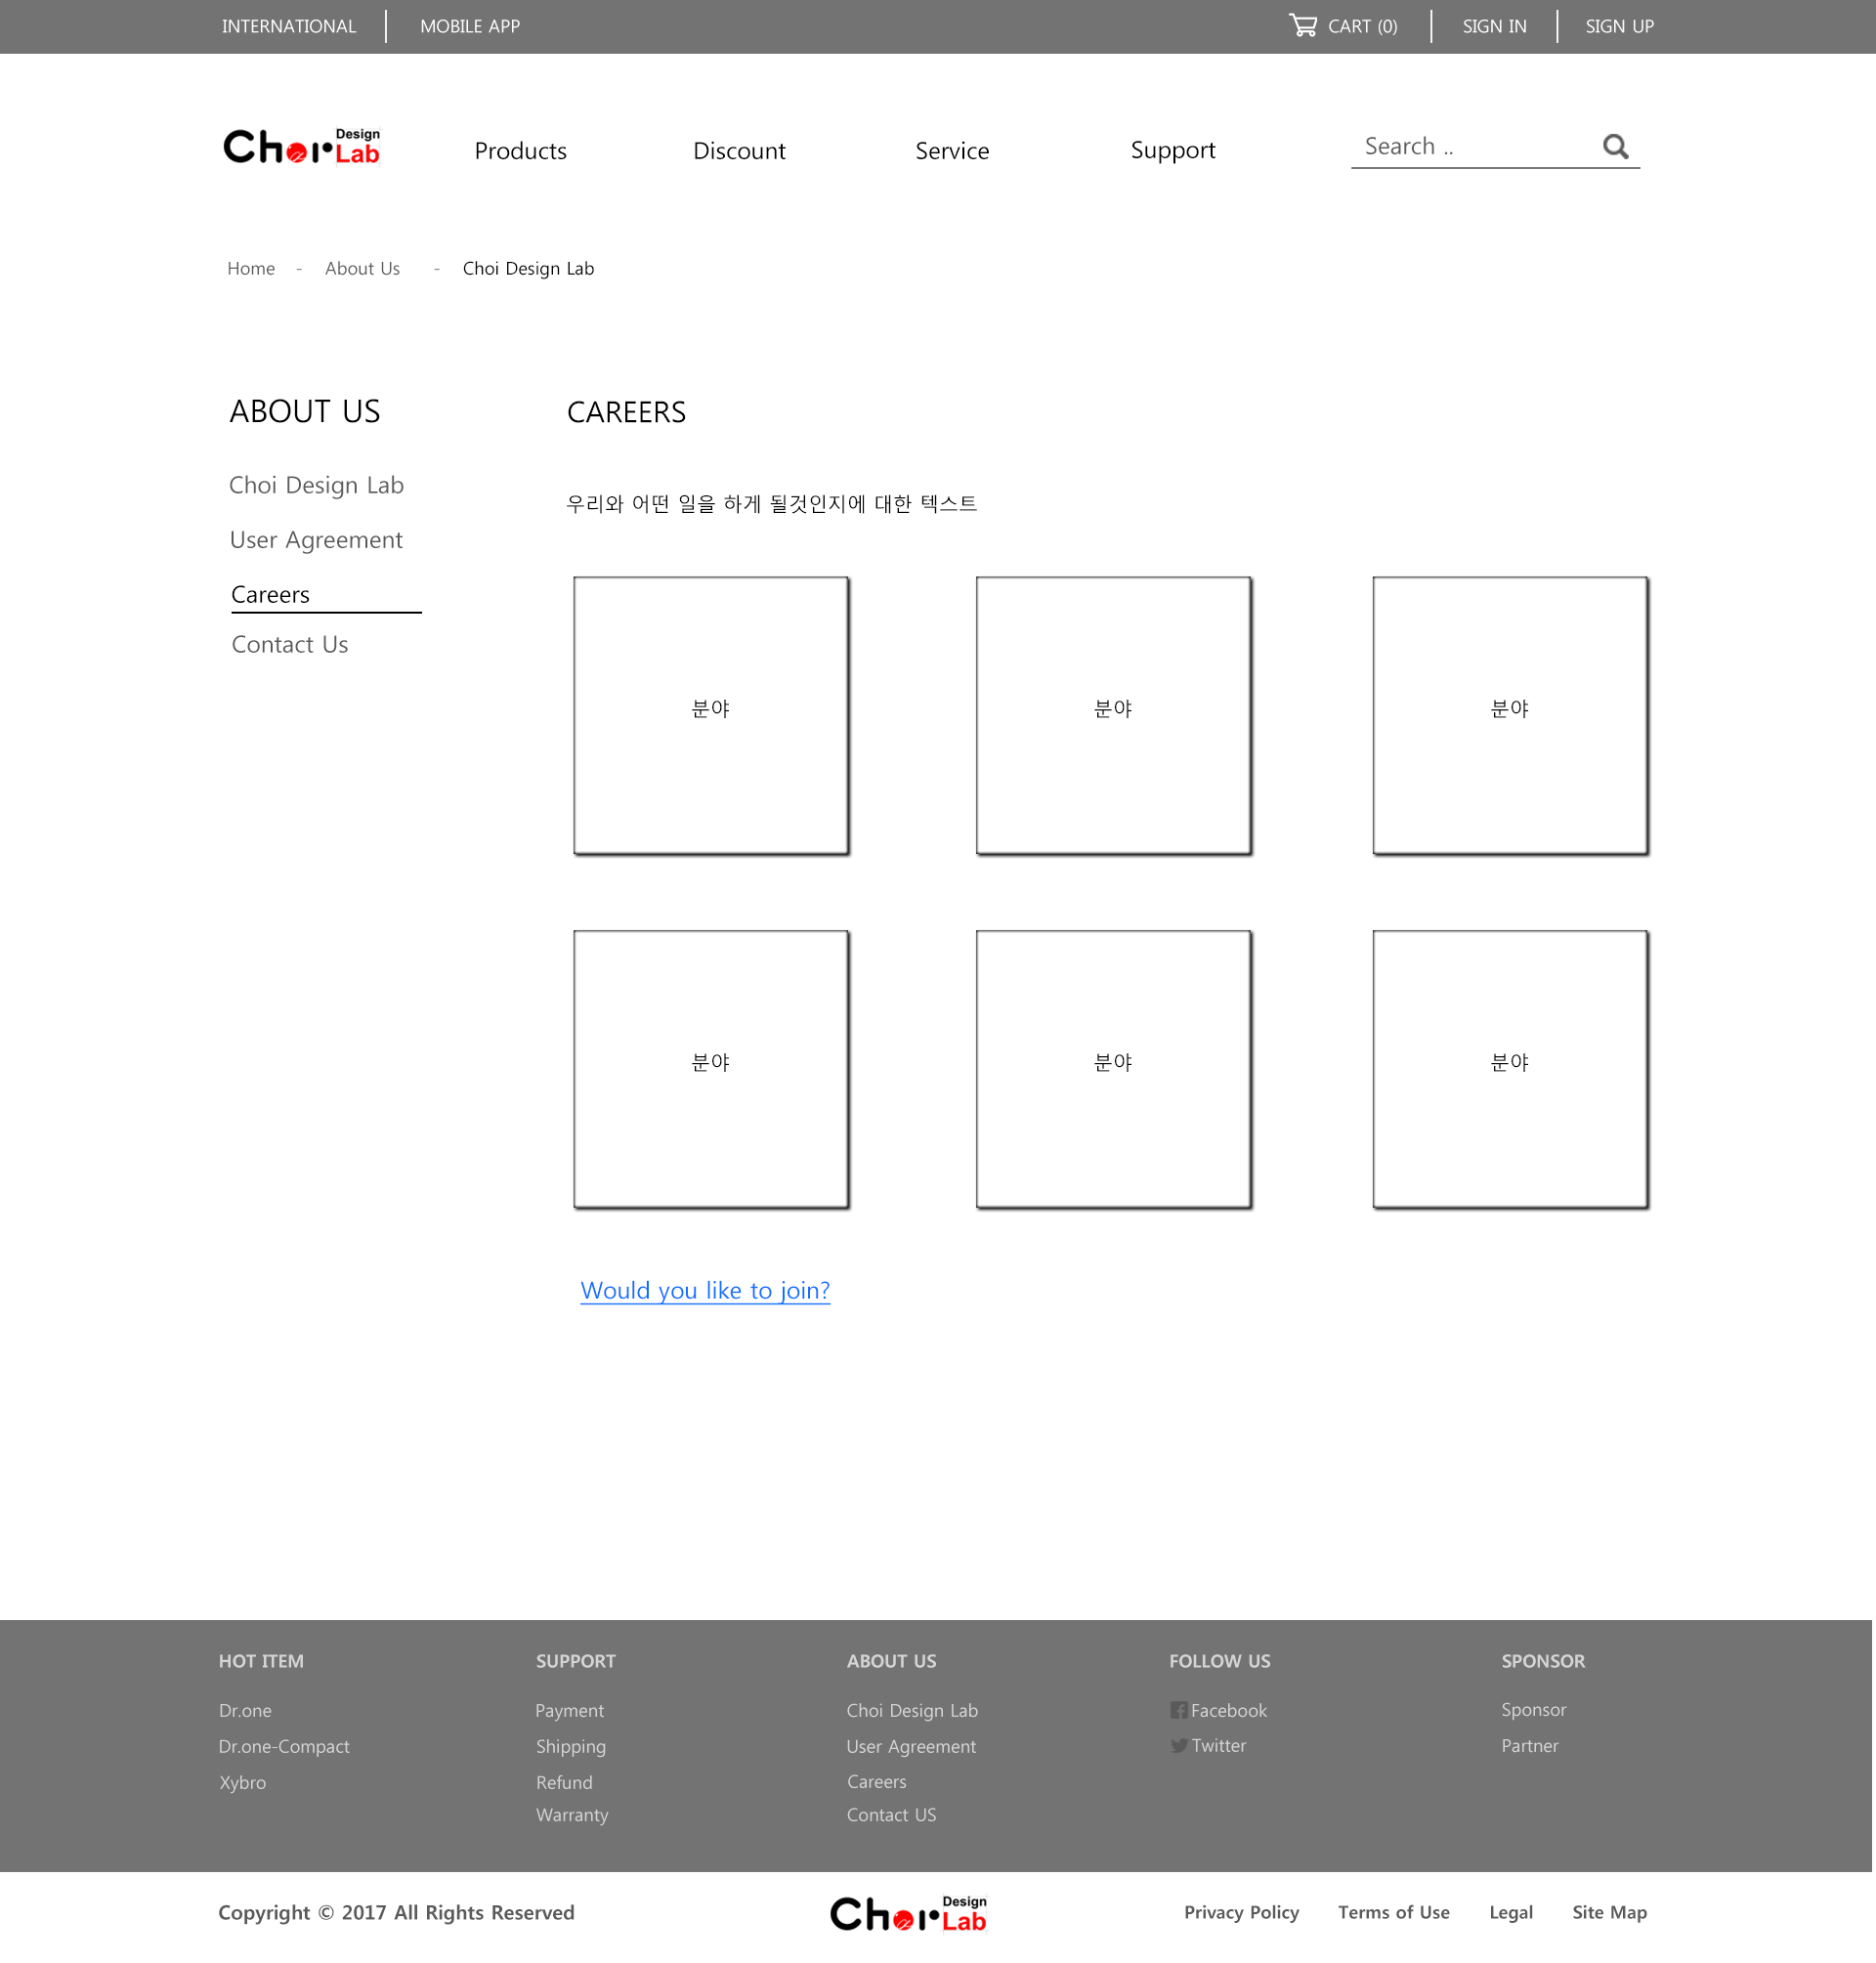 INTERNATIONAL MOBILE APP CART (0) SIGN IN SIGN UP
Choi Design Lab Products Discount Service Support Search ..
Home - About Us - Choi Design Lab
ABOUT US
Choi Design Lab
User Agreement
Careers
Contact Us
CAREERS
우리와 어떤 일을 하게 될것인지에 대한 텍스트
분야 분야 분야
분야 분야 분야
Would you like to join?
HOT ITEM
Dr.one
Dr.one-Compact
Xybro
SUPPORT
Payment
Shipping
Refund
Warranty
ABOUT US
Choi Design Lab
User Agreement
Careers
Contact US
FOLLOW US
Facebook
Twitter
SPONSOR
Sponsor
Partner
Copyright © 2017 All Rights Reserved Choi Design Lab Privacy Policy Terms of Use Legal Site Map